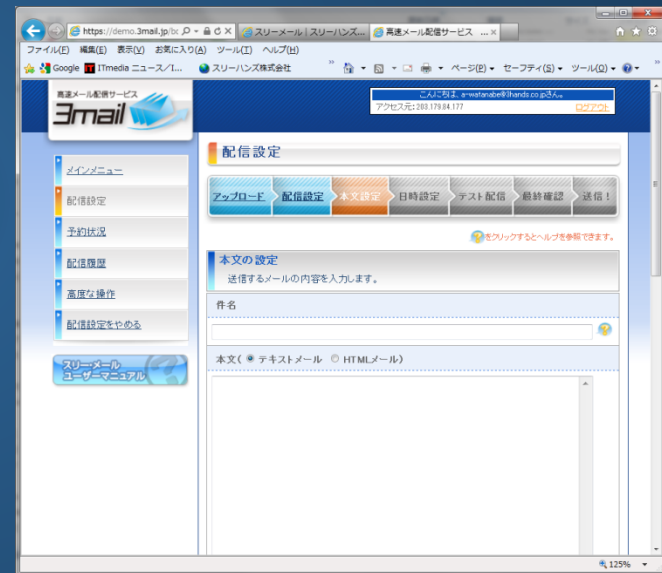 https://demo.3mail.jp/bc
スリーメール | スリーハンズ...
高速メール配信サービス ... ×
ファイル(F) 編集(E) 表示(V) お気に入り(A) ツール(T) ヘルプ(H)
Google ITmedia ニュース/I... スリーハンズ株式会社 ページ(P) セーフティ(S) ツール(O)
高速メール配信サービス
3mail
こんにちは、a-watanabe@3hands.co.jpさん。
アクセス元: 203.179.84.177 ログアウト
メインメニュー
配信設定
予約状況
配信履歴
高度な操作
配信設定をやめる
スリー・メール
ユーザーマニュアル
配信設定
アップロード 配信設定 本文設定 日時設定 テスト配信 最終確認 送信!
をクリックするとヘルプを参照できます。
本文の設定
送信するメールの内容を入力します。
件名
本文( テキストメール HTMLメール)
125%